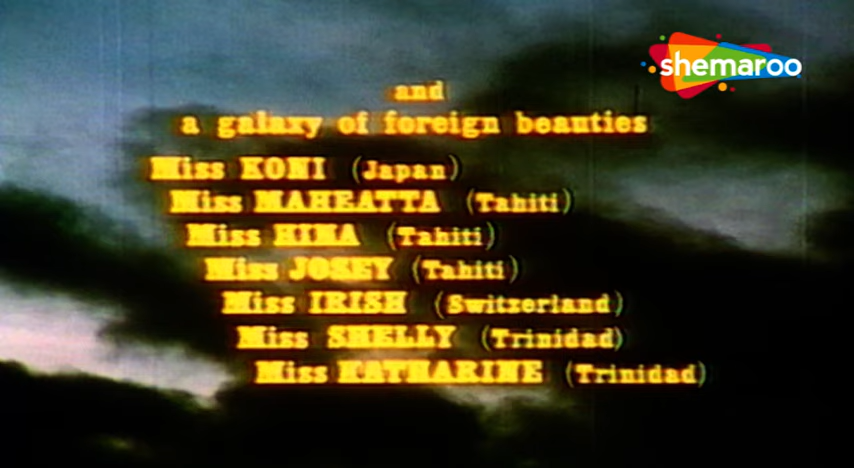 shemaroo
and
a galaxy of foreign beauties
Miss KONI (Japan)
Miss MAHEATTA (Tahiti)
Miss HINA (Tahiti)
Miss JOSEY (Tahiti)
Miss IRISH (Switzerland)
Miss SHELLY (Trinidad)
Miss KATHARINE (Trinidad)